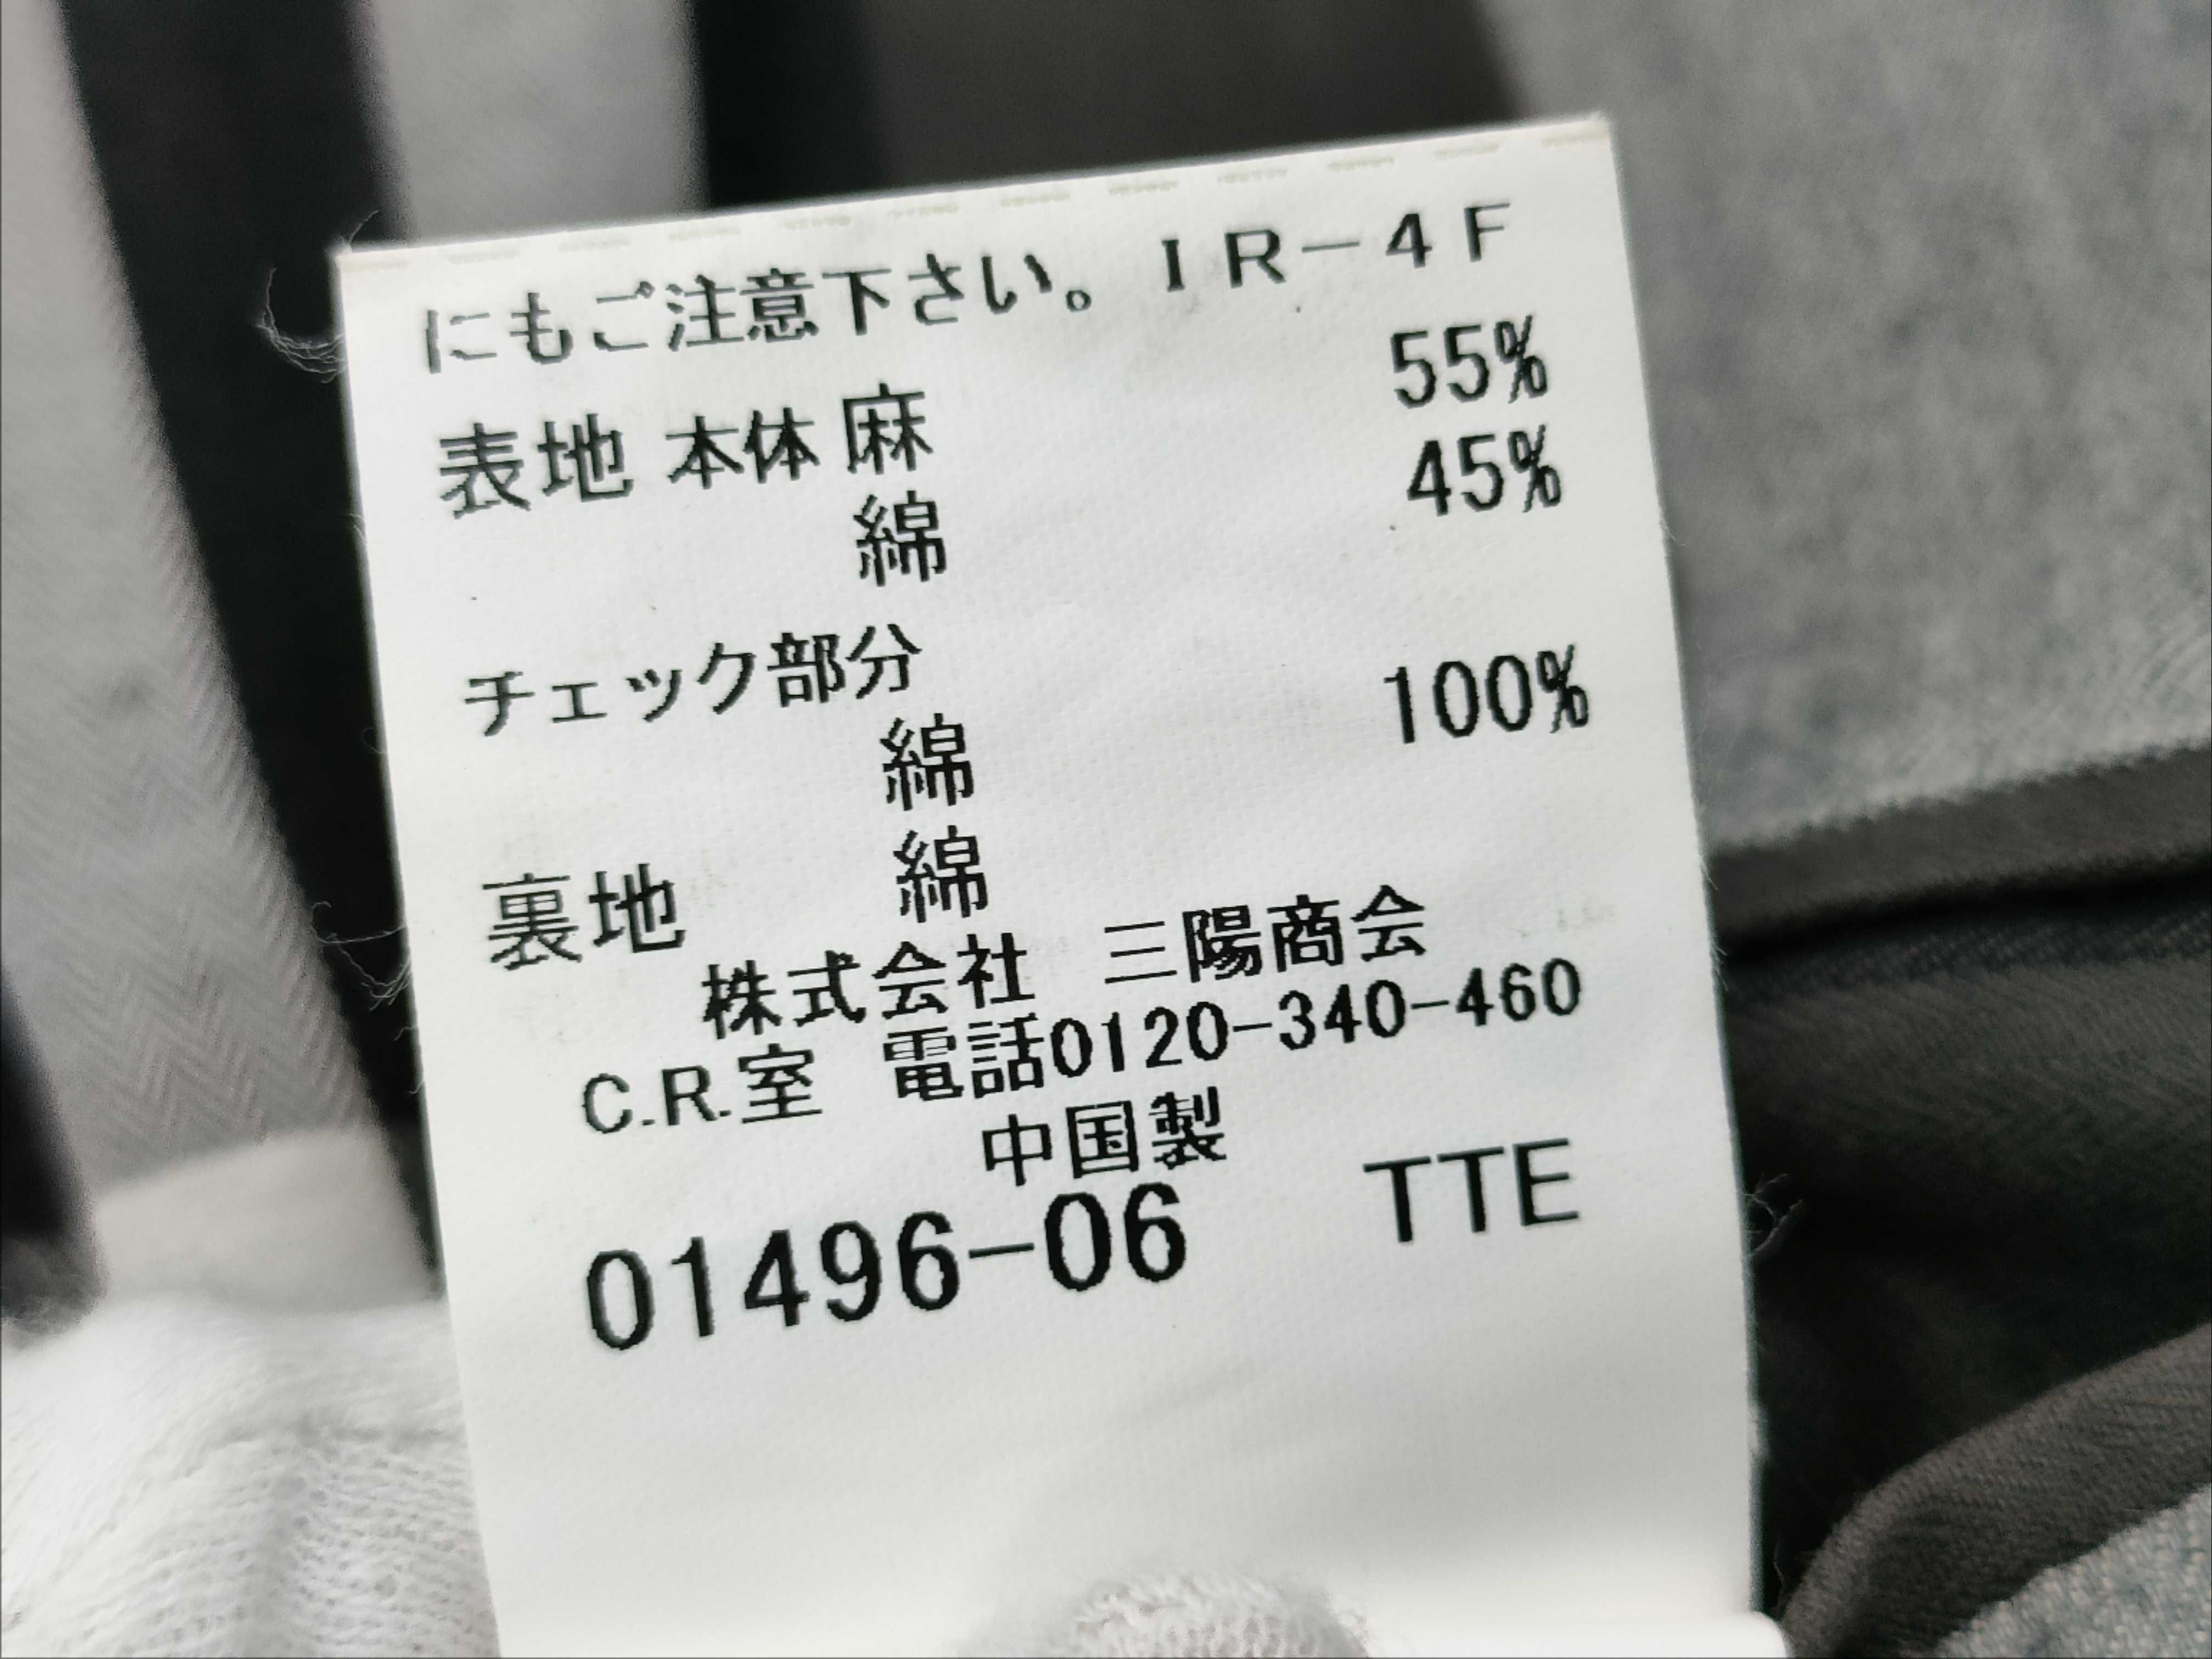 にもご注意下さい。IR-4F
表地 本体 麻 55%
綿 45%
チェック部分
綿 100%
裏地 綿
株式会社 三陽商会
C.R.室 電話0120-340-460
中国製
01496-06 TTE